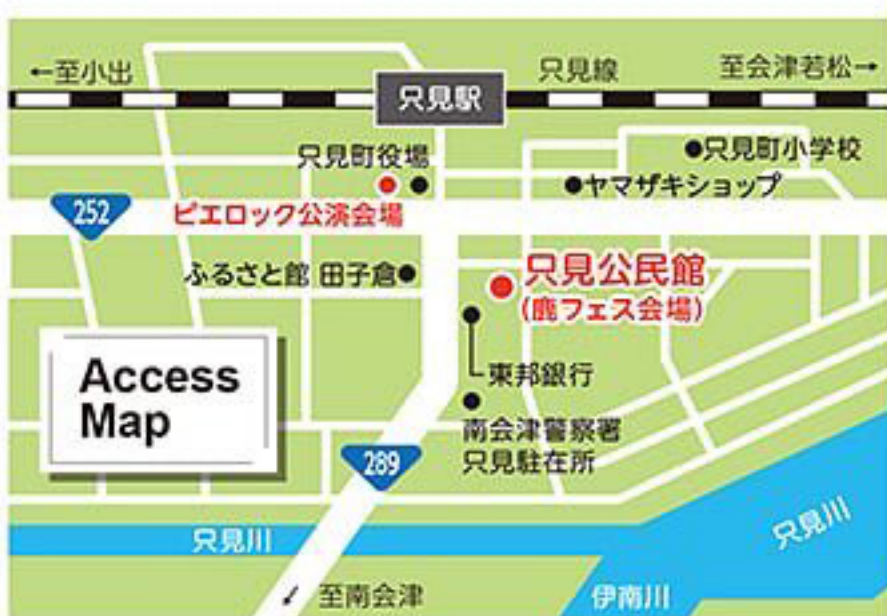 ←至小出
只見線
至会津若松→
只見駅
只見町役場
●只見町小学校
●ヤマザキショップ
252
ピエロック公演会場
ふるさと館 田子倉●
只見公民館
(鹿フェス会場)
Access
Map
東邦銀行
南会津警察署
只見駐在所
289
只見川
只見川
↙ 至南会津
伊南川